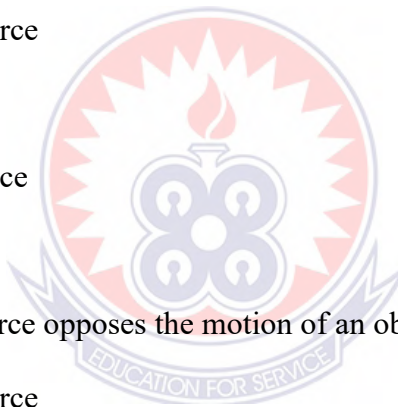 rce
ce
rce opposes the motion of an ob
EDUCATION FOR SERVICE
rce